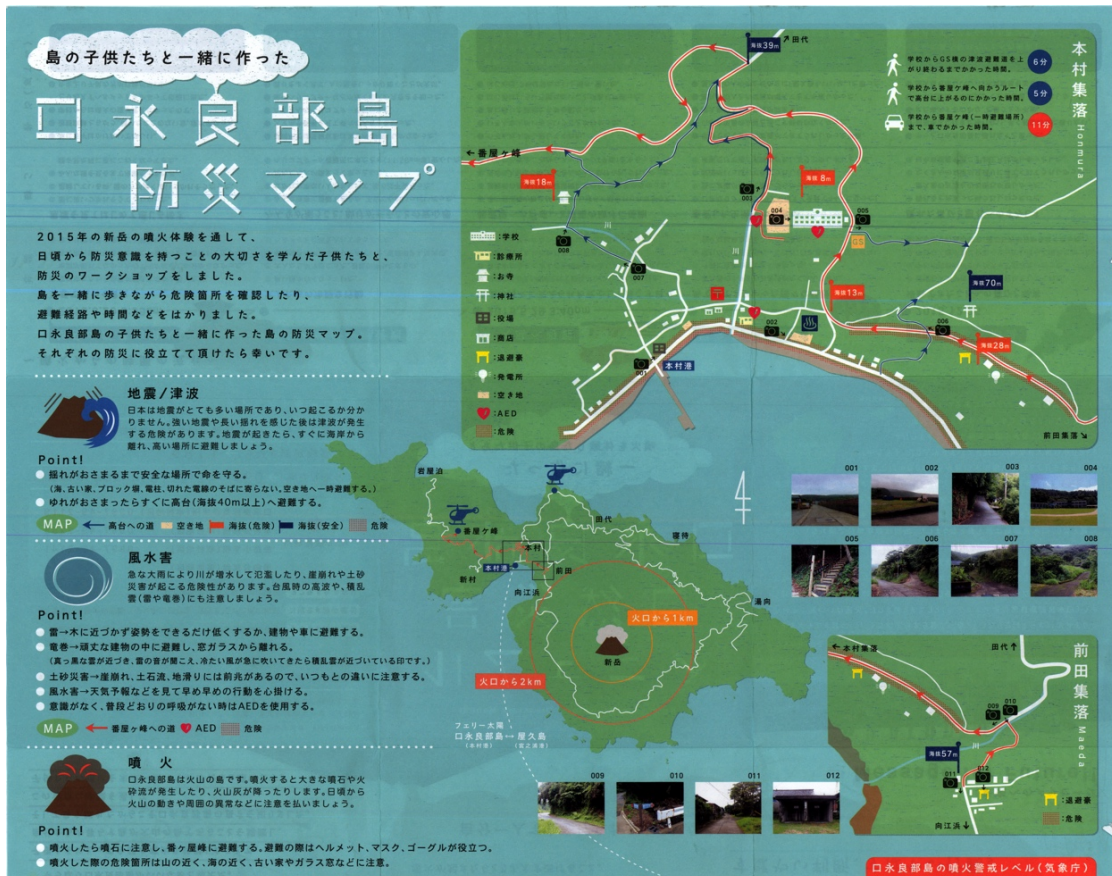 島の子供たちと一緒に作った
口永良部島
防災マップ
2015年の新岳の噴火体験を通して、
日頃から防災意識を持つことの大切さを学んだ子供たちと、
防災のワークショップをしました。
島を一緒に歩きながら危険箇所を確認したり、
避難経路や時間などをはかりました。
口永良部島の子供たちと一緒に作った島の防災マップ。
それぞれの防災に役立てて頂けたら幸いです。
地震/津波
日本は地震がとても多い場所であり、いつ起こるか分か
りません。強い地震や長い揺れを感じた後は津波が発生
する危険があります。地震が起きたら、すぐに海岸から
離れ、高い場所に避難しましょう。
Point!
揺れがおさまるまで安全な場所で命を守る。
(海、古い家、ブロック塀、電柱、切れた電線のそばに寄らない。空き地へ一時避難する。)
ゆれがおさまったらすぐに高台(海抜40m以上)へ避難する。
MAP ←高台への道 空き地 海抜(危険) 海抜(安全) 危険
風水害
急な大雨により川が増水して氾濫したり、崖崩れや土砂
災害が起こる危険性があります。台風時の高波や、積乱
雲(雷や竜巻)にも注意しましょう。
Point!
雷→木に近づかず姿勢をできるだけ低くするか、建物や車に避難する。
竜巻→頑丈な建物の中に避難し、窓ガラスから離れる。
(真っ黒な雲が近づき、雷の音が聞こえ、冷たい風が急に吹いてきたら積乱雲が近づいている印です。)
土砂災害→崖崩れ、土石流、地滑りには前兆があるので、いつもとの違いに注意する。
風水害→天気予報などを見て早め早めの行動を心掛ける。
意識がなく、普段どおりの呼吸がない時はAEDを使用する。
MAP ←番屋ケ峰への道 AED 危険
噴火
口永良部島は火山の島です。噴火すると大きな噴石や火
砕流が発生したり、火山灰が降ったりします。日頃から
火山の動きや周囲の異常などに注意を払いましょう。
Point!
噴火したら噴石に注意し、番ヶ屋峰に避難する。避難の際はヘルメット、マスク、ゴーグルが役立つ。
噴火した際の危険箇所は山の近く、海の近く、古い家やガラス窓などに注意。
本村集落
Honmura
学校からGS横の津波避難道を上
がり終わるまでかかった時間。
6分
学校から番屋ケ峰へ向かうルート
で高台に上がるのにかかった時間。
5分
学校から番屋ケ峰(一時避難場所)
まで、車でかかった時間。
11分
海抜39m
↗田代
←番屋ケ峰
海抜18m
海抜8m
003
004
005
GS
川
川
008
007
海抜70m
海抜13m
006
海抜28m
002
001
本村港
前田集落↘
:学校
:診療所
:お寺
:神社
:役場
:商店
:退避壕
:発電所
:空き地
:AED
:危険
岩屋泊
番屋ケ峰
田代
寝待
本村
本村港
前田
新村
向江浜
湯向
火口から1km
新岳
火口から2km
フェリー太陽
口永良部島↔屋久島
(本村港) (宮之浦港)
001 002 003 004
005 006 007 008
009 010 011 012
前田集落
Maeda
←本村集落
田代↑
009
010
川
海抜57m
011
012
向江浜↓
:退避壕
:危険
口永良部島の噴火警戒レベル(気象庁)